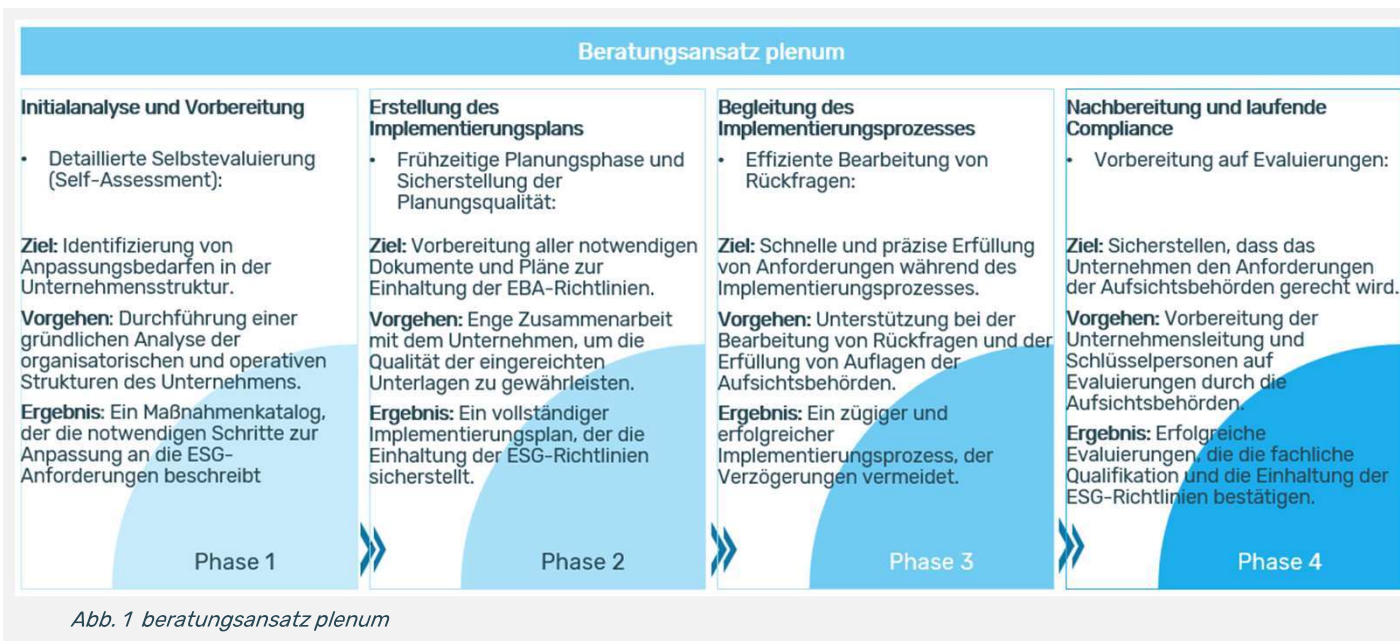 Beratungsansatz plenum
Initialanalyse und Vorbereitung
• Detaillierte Selbstevaluierung
(Self-Assessment):
Ziel: Identifizierung von
Anpassungsbedarfen in der
Unternehmensstruktur.
Vorgehen: Durchführung einer
gründlichen Analyse der
organisatorischen und operativen
Strukturen des Unternehmens.
Ergebnis: Ein Maßnahmenkatalog,
der die notwendigen Schritte zur
Anpassung an die ESG-
Anforderungen beschreibt
Phase 1
Erstellung des
Implementierungsplans
• Frühzeitige Planungsphase und
Sicherstellung der
Planungsqualität:
Ziel: Vorbereitung aller notwendigen
Dokumente und Pläne zur
Einhaltung der EBA-Richtlinien.
Vorgehen: Enge Zusammenarbeit
mit dem Unternehmen, um die
Qualität der eingereichten
Unterlagen zu gewährleisten.
Ergebnis: Ein vollständiger
Implementierungsplan, der die
Einhaltung der ESG-Richtlinien
sicherstellt.
Phase 2
Begleitung des
Implementierungsprozesses
• Effiziente Bearbeitung von
Rückfragen:
Ziel: Schnelle und präzise Erfüllung
von Anforderungen während des
Implementierungsprozesses.
Vorgehen: Unterstützung bei der
Bearbeitung von Rückfragen und der
Erfüllung von Auflagen der
Aufsichtsbehörden.
Ergebnis: Ein zügiger und
erfolgreicher
Implementierungsprozess, der
Verzögerungen vermeidet.
Phase 3
Nachbereitung und laufende
Compliance
• Vorbereitung auf Evaluierungen:
Ziel: Sicherstellen, dass das
Unternehmen den Anforderungen
der Aufsichtsbehörden gerecht wird.
Vorgehen: Vorbereitung der
Unternehmensleitung und
Schlüsselpersonen auf
Evaluierungen durch die
Aufsichtsbehörden.
Ergebnis: Erfolgreiche
Evaluierungen, die die fachliche
Qualifikation und die Einhaltung der
ESG-Richtlinien bestätigen.
Phase 4
Abb. 1 beratungsansatz plenum